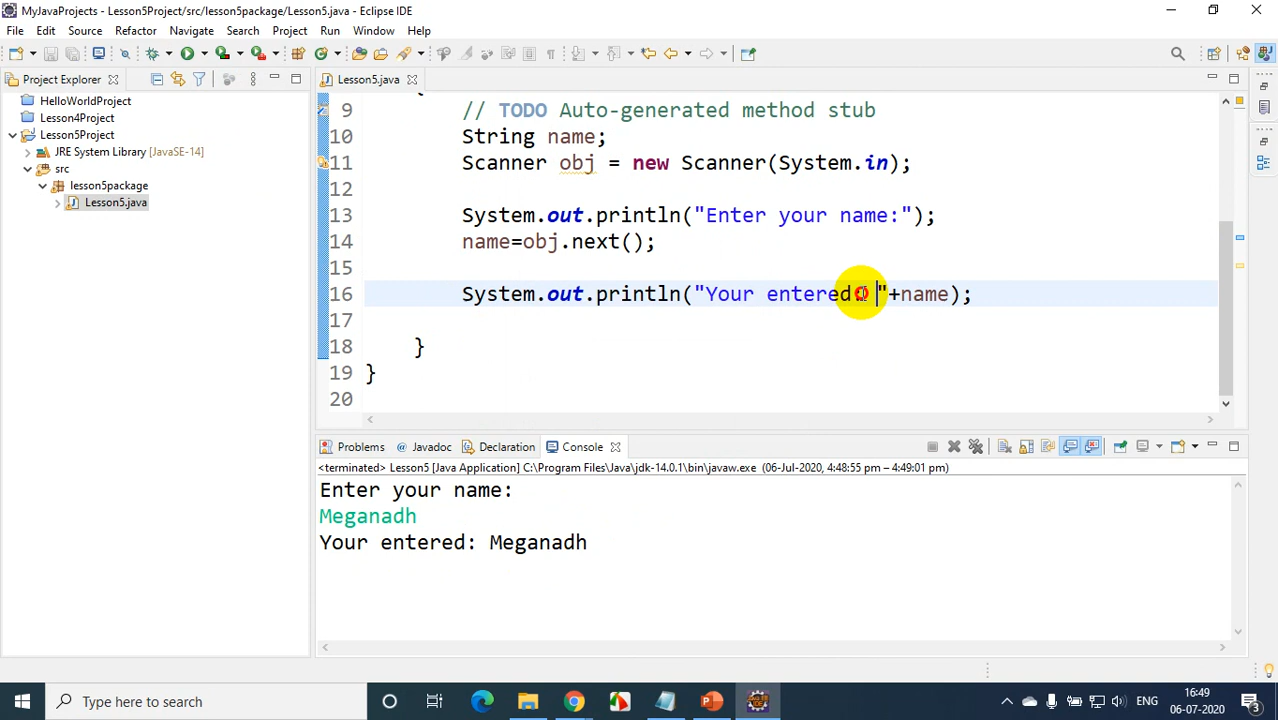 MyJavaProjects - Lesson5Project/src/lesson5package/Lesson5.java - Eclipse IDE
File Edit Source Refactor Navigate Search Project Run Window Help
Project Explorer
Lesson5.java
HelloWorldProject
Lesson4Project
Lesson5Project
JRE System Library [JavaSE-14]
src
lesson5package
Lesson5.java
9 // TODO Auto-generated method stub
10 String name;
11 Scanner obj = new Scanner(System.in);
12
13 System.out.println("Enter your name:");
14 name=obj.next();
15
16 System.out.println("Your entered: "+name);
17
18 }
19 }
20
Problems Javadoc Declaration Console
<terminated> Lesson5 [Java Application] C:\Program Files\Java\jdk-14.0.1\bin\javaw.exe (06-Jul-2020, 4:48:55 pm – 4:49:01 pm)
Enter your name:
Meganadh
Your entered: Meganadh
Type here to search
ENG
16:49
06-07-2020
3